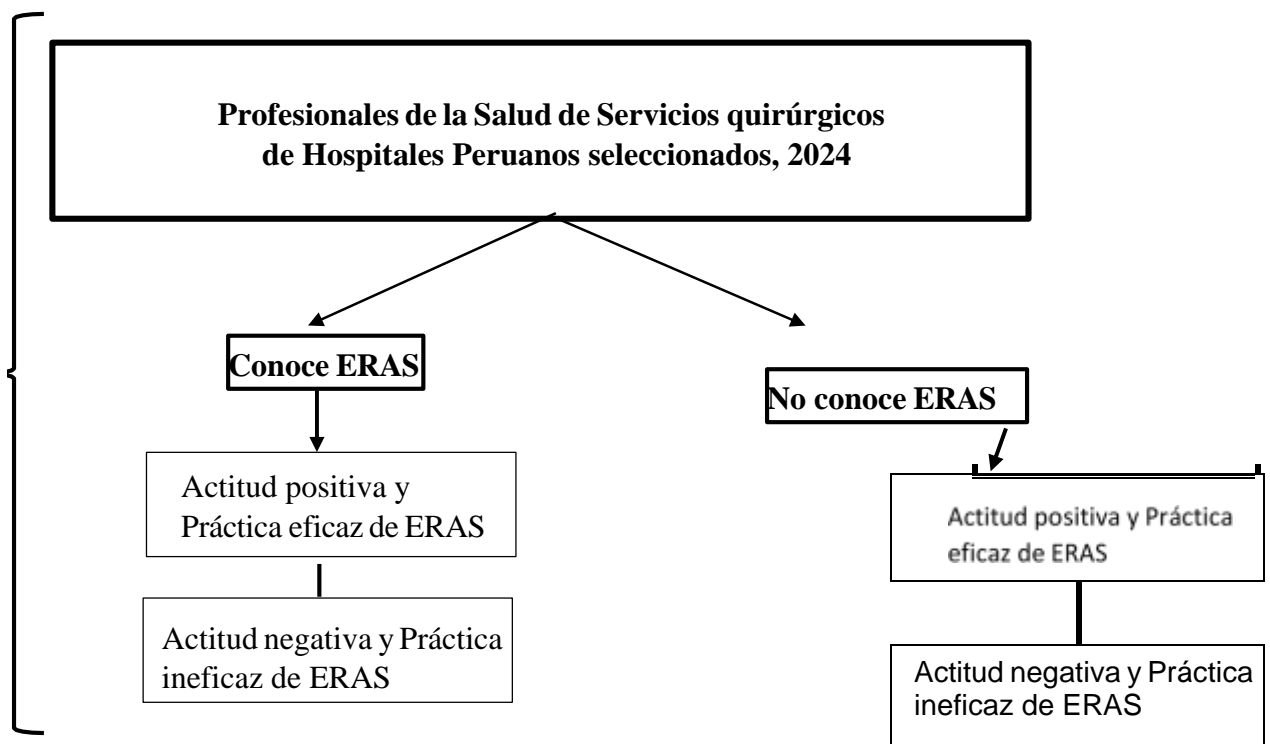 Profesionales de la Salud de Servicios quirúrgicos
de Hospitales Peruanos seleccionados, 2024
Conoce ERAS
No conoce ERAS
Actitud positiva y
Práctica eficaz de ERAS
Actitud positiva y Práctica
eficaz de ERAS
Actitud negativa y Práctica
ineficaz de ERAS
Actitud negativa y Práctica
ineficaz de ERAS